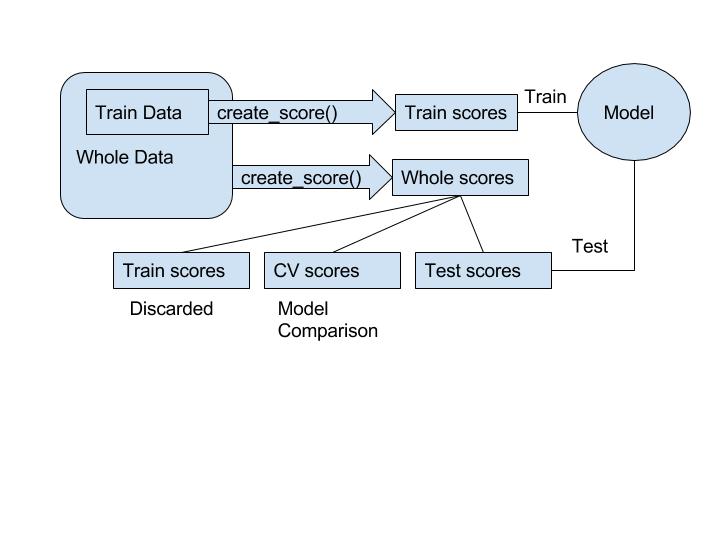 Train Data
create_score()
Train scores
Train
Model
Whole Data
create_score()
Whole scores
Test
Train scores
CV scores
Test scores
Discarded
Model
Comparison